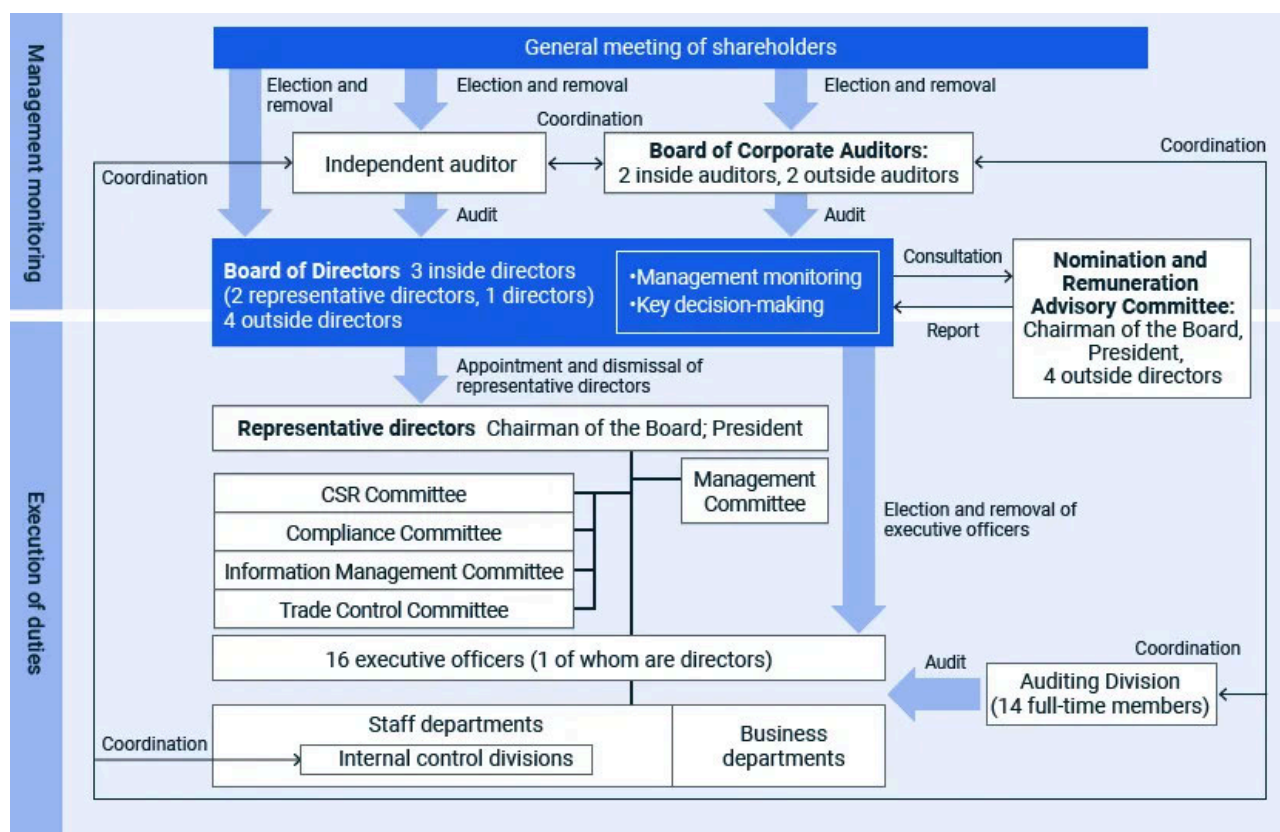 Management monitoring
General meeting of shareholders
Election and
removal
Election and removal
Election and removal
Coordination
Coordination
Coordination
Independent auditor
Board of Corporate Auditors:
2 inside auditors, 2 outside auditors
Audit
Audit
Board of Directors 3 inside directors
(2 representative directors, 1 directors)
4 outside directors
•Management monitoring
•Key decision-making
Consultation
Report
Nomination and
Remuneration
Advisory Committee:
Chairman of the Board,
President,
4 outside directors
Execution of duties
Appointment and dismissal of
representative directors
Representative directors Chairman of the Board; President
Management
Committee
CSR Committee
Compliance Committee
Information Management Committee
Trade Control Committee
Election and removal of
executive officers
16 executive officers (1 of whom are directors)
Audit
Coordination
Auditing Division
(14 full-time members)
Staff departments
Internal control divisions
Business
departments
Coordination